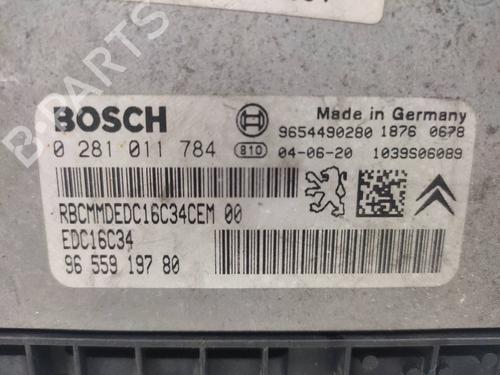 B-PARTS
BOSCH
Made in Germany
0 281 011 784
9654490280 1876 0678
810 04-06-20 1039S06089
RBCMMDEDC16C34CEM 00
EDC16C34
96 559 197 80